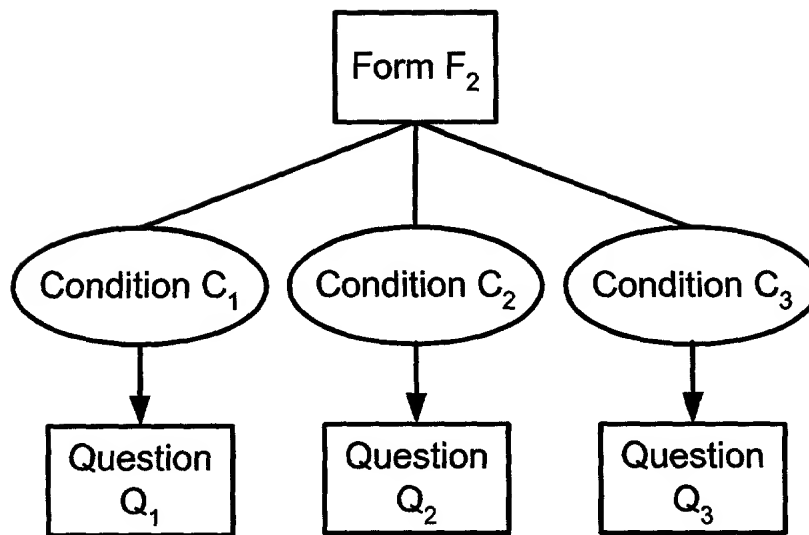 Form F₂
Condition C₁
Condition C₂
Condition C₃
Question
Q₁
Question
Q₂
Question
Q₃